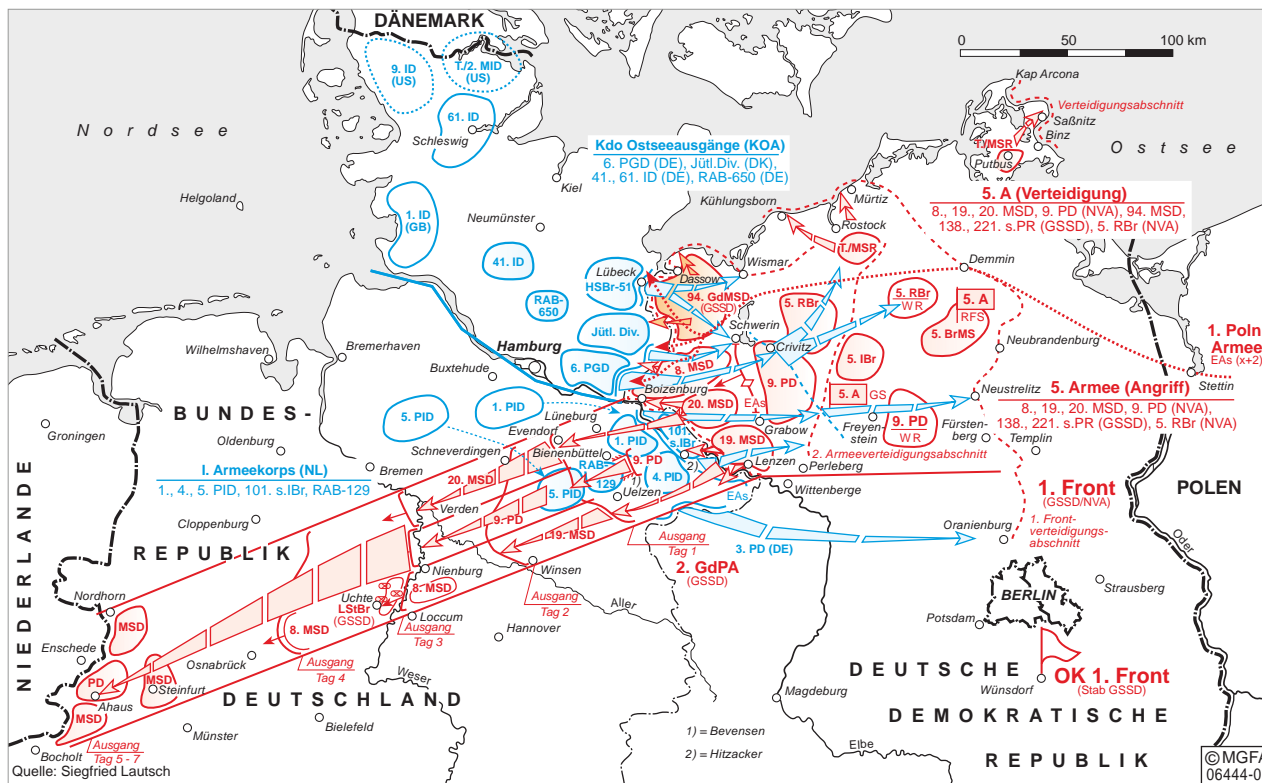 DÄNEMARK
0 50 100 km
9. ID
(US)
T./2. MID
(US)
Kap Arcona
Verteidigungsabschnitt
Saßnitz
Binz
T./MSR
Putbus
Nordsee
Ostsee
61. ID
Schleswig
Kdo Ostseeausgänge (KOA)
6. PGD (DE), Jütl.Div. (DK)
41., 61. ID (DE), RAB-650 (DE)
Kiel
Helgoland
5. A (Verteidigung)
8., 19., 20. MSD, 9. PD (NVA), 94. MSD,
138., 221. s.PR (GSSD), 5. RBr (NVA)
Kühlungsborn
Mürtiz
Rostock
T./MSR
1. ID
(GB)
Neumünster
41. ID
Lübeck
HSBr-51
Dassow
Wismar
94. GdMSD
(GSSD)
Demmin
RAB-
650
5. RBr
5. RBr
WR
5. A
RFS
5. BrMS
Schwerin
Crivitz
Jütl. Div.
Neubrandenburg
1. Poln
Armee
EAs (x+2)
Stettin
Wilhelmshaven
Bremerhaven
Hamburg
Buxtehude
6. PGD
8. MSD
Boizenburg
5. IBr
9. PD
5. A GS
Neustrelitz
5. Armee (Angriff)
8., 19., 20. MSD, 9. PD (NVA),
138., 221. s.PR (GSSD), 5. RBr (NVA)
BUNDES-
Groningen
Oldenburg
5. PID
1. PID
Lüneburg
20. MSD
EAs
Grabow
Freyen-
stein
9. PD
WR
Fürsten-
berg
Templin
Evendorf
Schneverdingen
Bienenbüttel
1. PID
101.
s.IBr
19. MSD
2. Armeeverteidigungsabschnitt
Lenzen
Perleberg
Wittenberge
I. Armeekorps (NL)
1., 4., 5. PID, 101. s.IBr, RAB-129
Bremen
20. MSD
RAB-
129
9. PD
1)
2)
4. PID
5. PID
Uelzen
EAs
1. Front
(GSSD/NVA)
1. Front-
verteidigungs-
abschnitt
POLEN
Oder
Cloppenburg
Verden
9. PD
19. MSD
Ausgang
Tag 1
2. GdPA
(GSSD)
3. PD (DE)
Oranienburg
NIEDERLANDE
REPUBLIK
Nienburg
Winsen
Aller
Ausgang
Tag 2
Strausberg
BERLIN
Potsdam
Nordhorn
MSD
Uchte
LStBr
(GSSD)
8. MSD
Loccum
Hannover
Ausgang
Tag 3
8. MSD
Enschede
Osnabrück
Ausgang
Tag 4
Weser
PD
MSD
Steinfurt
Ahaus
MSD
DEUTSCHLAND
DEUTSCHE
OK 1. Front
(Stab GSSD)
Wünsdorf
Magdeburg
DEMOKRATISCHE
Bielefeld
Münster
Ausgang
Tag 5 - 7
Bocholt
1) = Bevensen
2) = Hitzacker
Elbe
REPUBLIK
Quelle: Siegfried Lautsch
©MGFA
06444-0